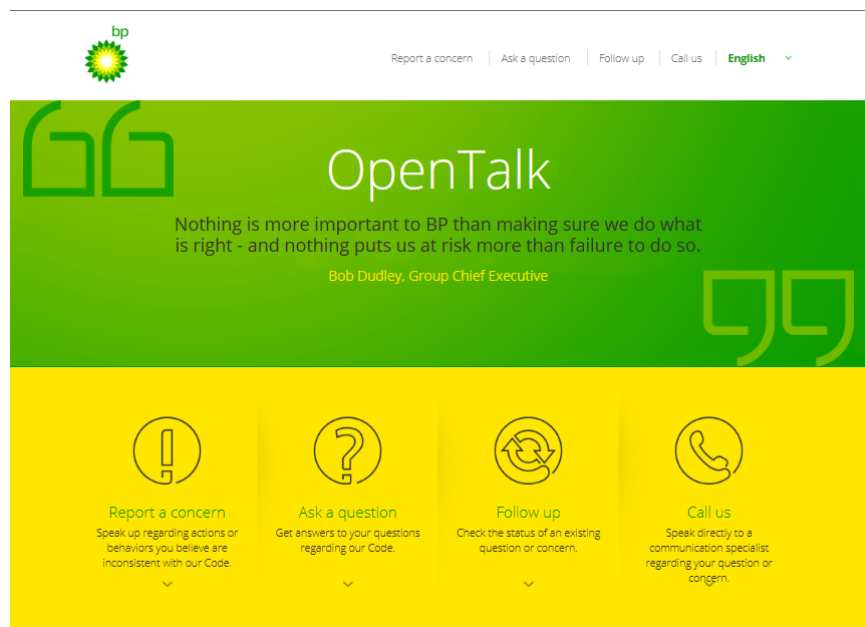 bp
Report a concern
Ask a question
Follow up
Call us
English
OpenTalk
Nothing is more important to BP than making sure we do what
is right - and nothing puts us at risk more than failure to do so.
Bob Dudley, Group Chief Executive
Report a concern
Speak up regarding actions or
behaviors you believe are
inconsistent with our Code.
Ask a question
Get answers to your questions
regarding our Code.
Follow up
Check the status of an existing
question or concern.
Call us
Speak directly to a
communication specialist
regarding your question or
concern.